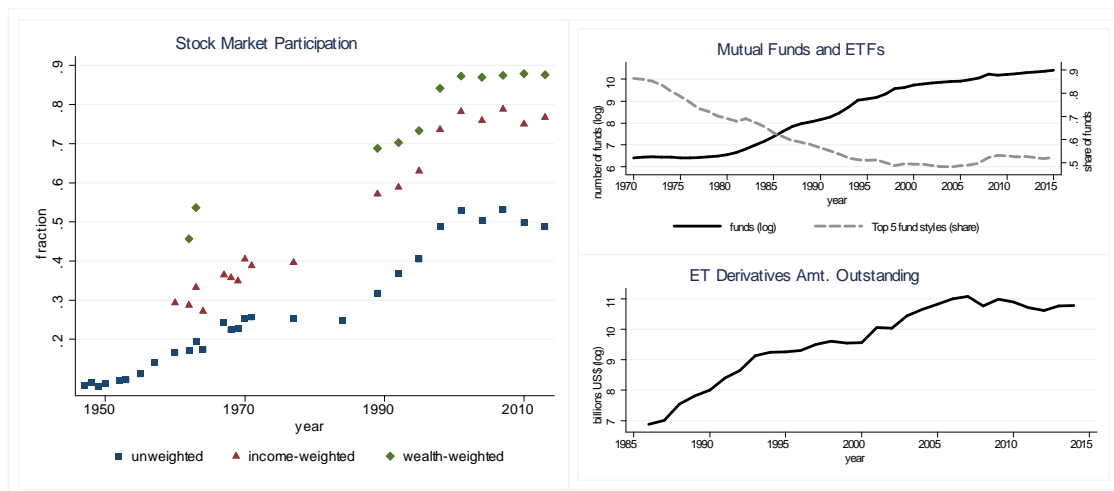 Stock Market Participation
fraction
.9
.8
.7
.6
.5
.4
.3
.2
1950 1970 1990 2010
year
unweighted income-weighted wealth-weighted
Mutual Funds and ETFs
number of funds (log)
10
9
8
7
6
.9
.8
.7
.6
.5
share of funds
1970 1975 1980 1985 1990 1995 2000 2005 2010 2015
year
funds (log) Top 5 fund styles (share)
ET Derivatives Amt. Outstanding
billions US$ (log)
11
10
9
8
7
1985 1990 1995 2000 2005 2010 2015
year